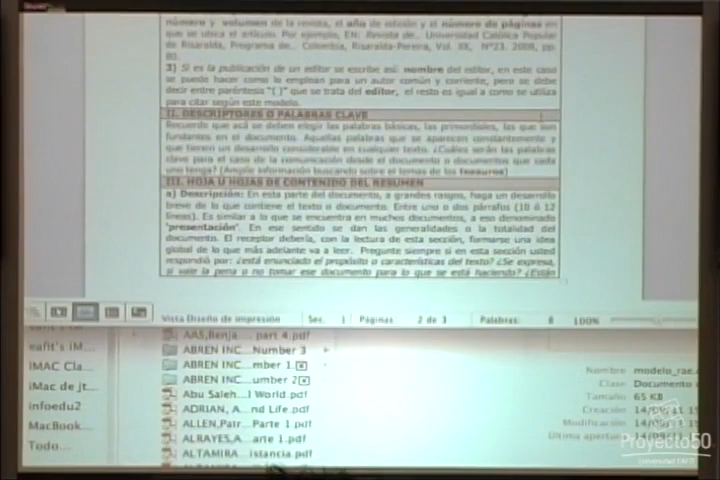 número y volumen de la revista, el año de edición y el número de páginas en
que se ubica el artículo. Por ejemplo, EN: Revista de.. Universidad Católica Popular
de Risaralda, Programa de.. Colombia, Risaralda-Pereira, Vol. XX, N°23. 2008, pp.
80.
3) Si es la publicación de un editor se escribe así: nombre del editor, en este caso
se puede hacer como lo emplean para un autor común y corriente, pero se debe
decir entre paréntesis "( )" que se trata del editor, el resto es igual a como se utiliza
para citar según este modelo.
II. DESCRIPTORES O PALABRAS CLAVE
Recuerde que acá se deben elegir las palabras básicas, las primordiales, las que son
fundantes en el documento. Aquellas palabras que se aparecen constantemente y
que tienen un desarrollo considerable en cualquier texto. ¿Cuáles serán las palabras
clave para el caso de la comunicación desde el documento o documentos que cada
uno tenga? (Amplíe información buscando sobre el tema de los tesauros)
III. HOJA U HOJAS DE CONTENIDO DEL RESUMEN
a) Descripción: En esta parte del documento, a grandes rasgos, haga un desarrollo
breve de lo que contiene el texto o documento. Entre uno o dos párrafos (10 ó 12
líneas). Es similar a lo que se encuentra en muchos documentos, a eso denominado
"presentación". En ese sentido se dan las generalidades o la totalidad del
documento. El receptor debería, con la lectura de esta sección, formarse una idea
global de lo que más adelante va a leer. Pregunte siempre si en esta sección usted
respondió por: ¿está enunciado el propósito o características del texto? ¿Se expresa,
si vale la pena o no tomar ese documento para lo que se está haciendo? ¿Están
Vista Diseño de impresión Sec. 1 Páginas: 2 de 3 Palabras: 8 100%
eafit's iM...
iMAC Cla...
iMac de jt...
infoedu2
MacBook...
Todo...
AAS,Benja... part 4.pdf
ABREN INC...Number 3
ABREN INC...mber 1.
ABREN INC...umber 2
Abu Saleh...l World.pdf
ADRIAN, A...nd Life.pdf
ALLEN,Patr... Parte 1.pdf
ALRAYES,A...arte 1.pdf
ALTAMIRA...istancia.pdf
Nombre modelo_rae.
Clase Documento
Tamaño 65 KB
Creación 14/09/11 15
Modificación 14/09/11 15
Última apertura
Proyecto50
Universidad EAFIT